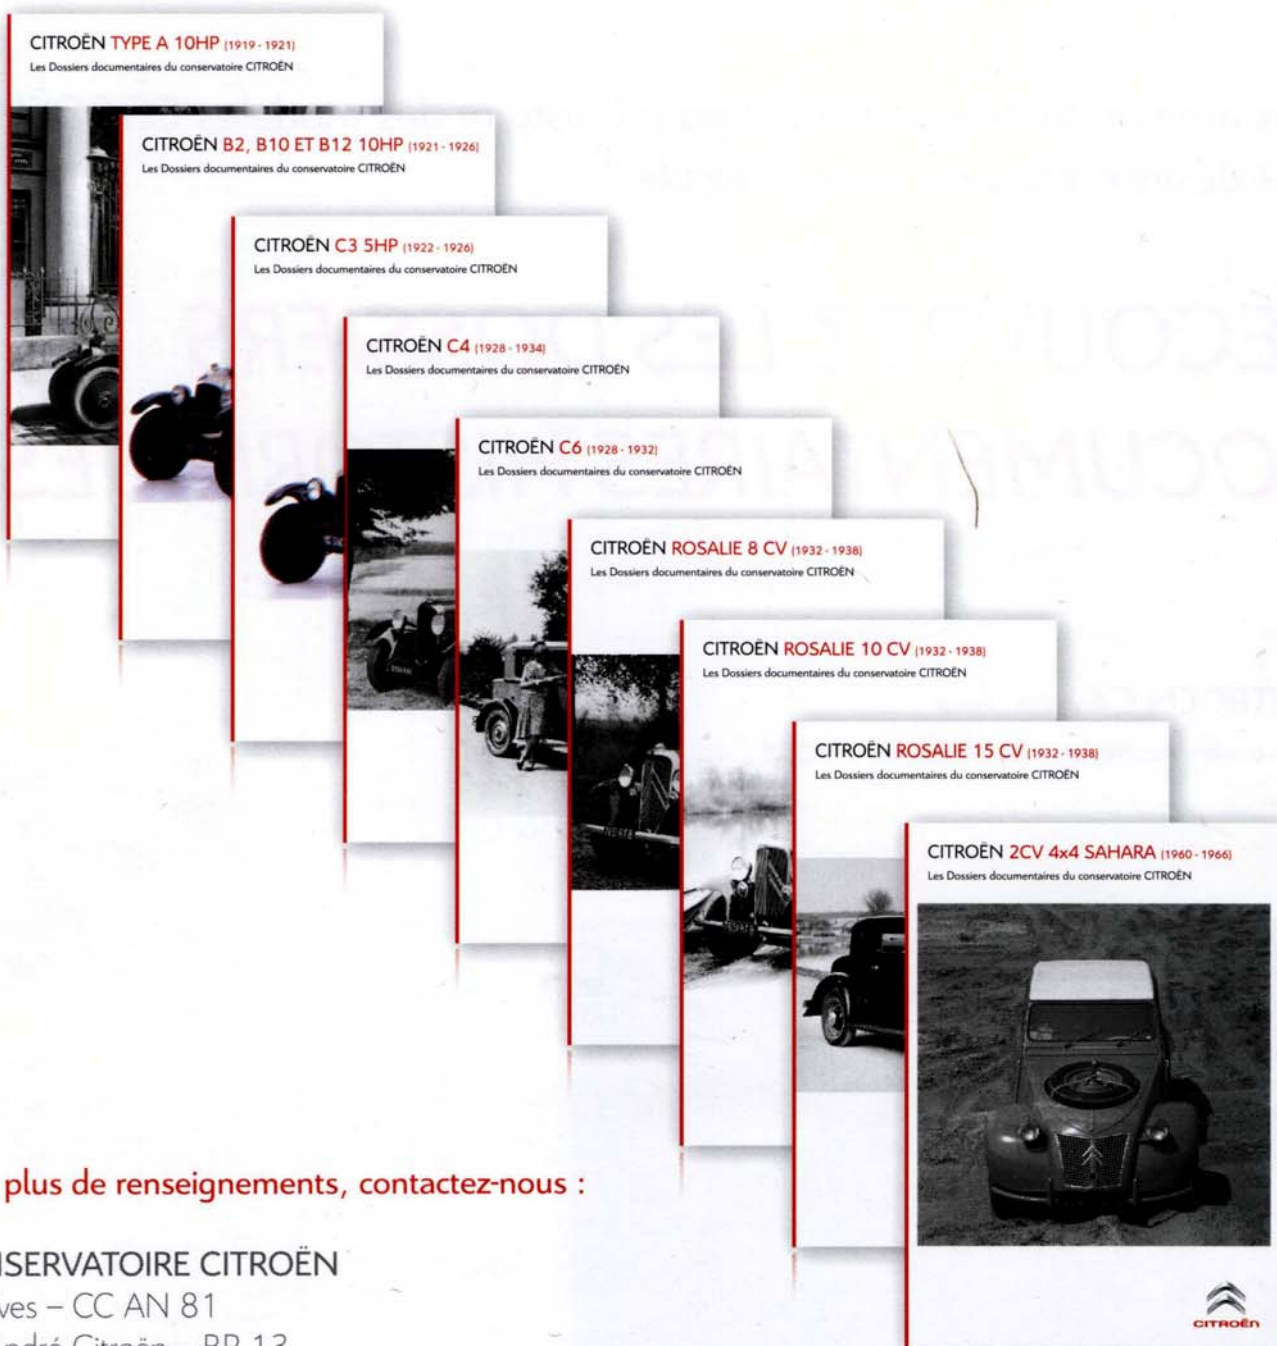 CITROËN TYPE A 10HP (1919 - 1921)
Les Dossiers documentaires du conservatoire CITROËN
CITROËN B2, B10 ET B12 10HP (1921 - 1926)
Les Dossiers documentaires du conservatoire CITROËN
CITROËN C3 5HP (1922 - 1926)
Les Dossiers documentaires du conservatoire CITROËN
CITROËN C4 (1928 - 1934)
Les Dossiers documentaires du conservatoire CITROËN
CITROËN C6 (1928 - 1932)
Les Dossiers documentaires du conservatoire CITROËN
CITROËN ROSALIE 8 CV (1932 - 1938)
Les Dossiers documentaires du conservatoire CITROËN
CITROËN ROSALIE 10 CV (1932 - 1938)
Les Dossiers documentaires du conservatoire CITROËN
CITROËN ROSALIE 15 CV (1932 - 1938)
Les Dossiers documentaires du conservatoire CITROËN
CITROËN 2CV 4x4 SAHARA (1960 - 1966)
Les Dossiers documentaires du conservatoire CITROËN
plus de renseignements, contactez-nous :
NSERVATOIRE CITROËN
ves – CC AN 81
ndré Citroën – BP 13
CITROËN